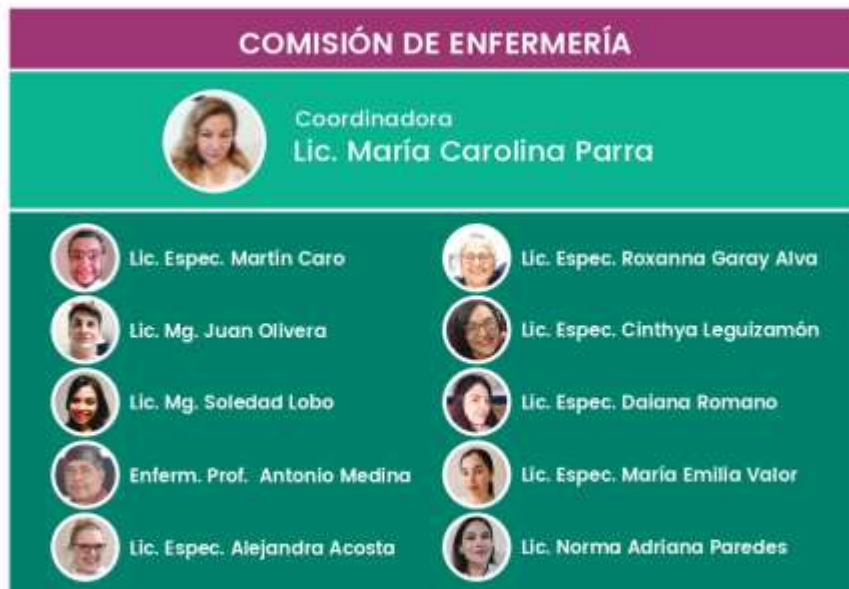 COMISIÓN DE ENFERMERÍA
Coordinadora
Lic. María Carolina Parra
Lic. Espec. Martin Caro
Lic. Mg. Juan Olivera
Lic. Mg. Soledad Lobo
Enferm. Prof. Antonio Medina
Lic. Espec. Alejandra Acosta
Lic. Espec. Roxanna Garay Alva
Lic. Espec. Cinthya Leguizamón
Lic. Espec. Daiana Romano
Lic. Espec. María Emilia Valor
Lic. Norma Adriana Paredes